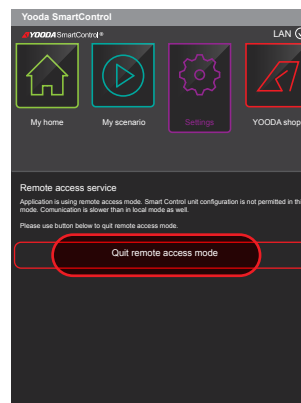 Yooda SmartControl
YOODA SmartControl ® LAN
My home My scenario Settings YOODA shop
Remote access service
Application is using remote access mode. Smart Control unit configuration is not permitted in thi
mode. Comunication is slower than in local mode as well.
Please use button below to quit remote access mode.
Quit remote access mode